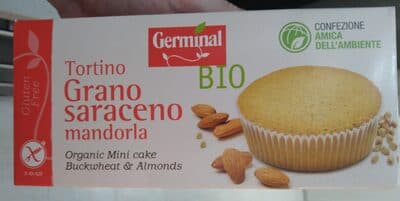 Germinal
BIO
CONFEZIONE
AMICA
DELL'AMBIENTE
Gluten
Free
Tortino
Grano
saraceno
mandorla
Organic Mini cake
Buckwheat & Almonds